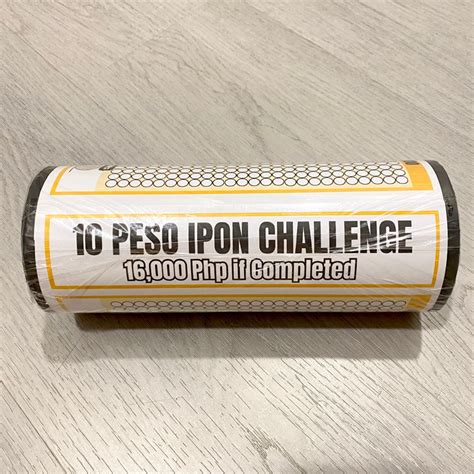 10 PESO IPON CHALLENGE
16,000 Php if Completed